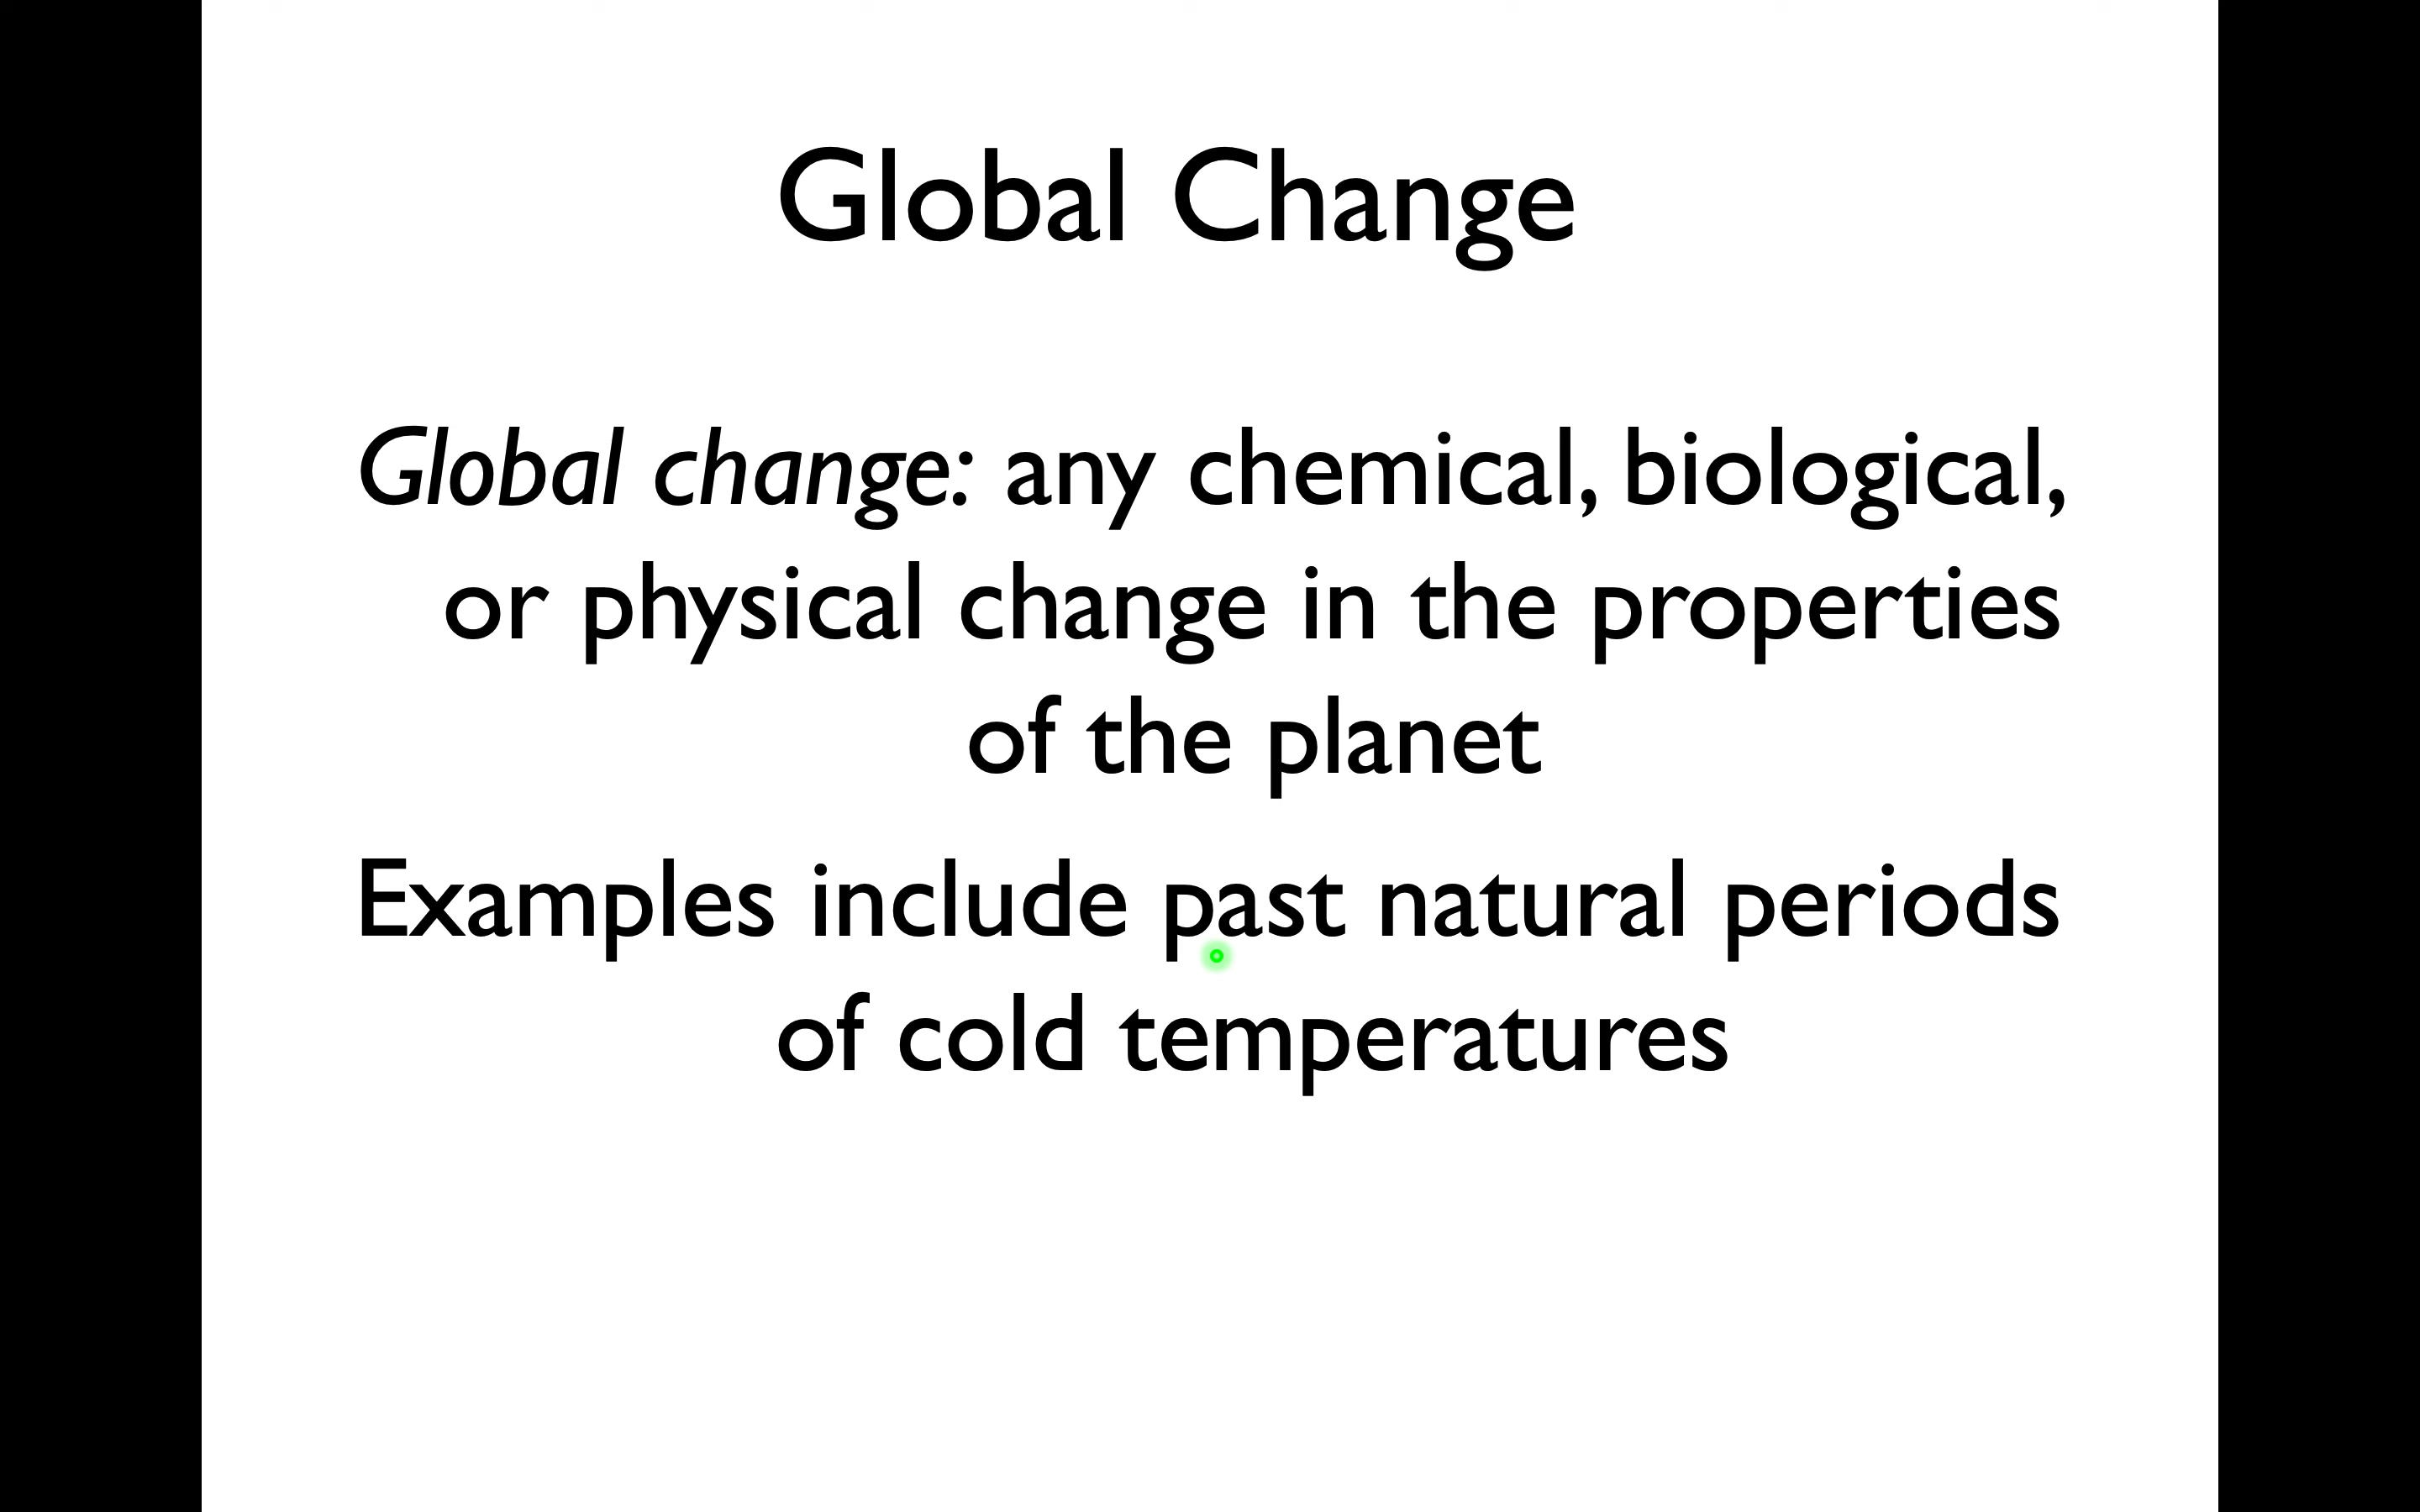 Global Change
Global change: any chemical, biological,
or physical change in the properties
of the planet
Examples include past natural periods
of cold temperatures